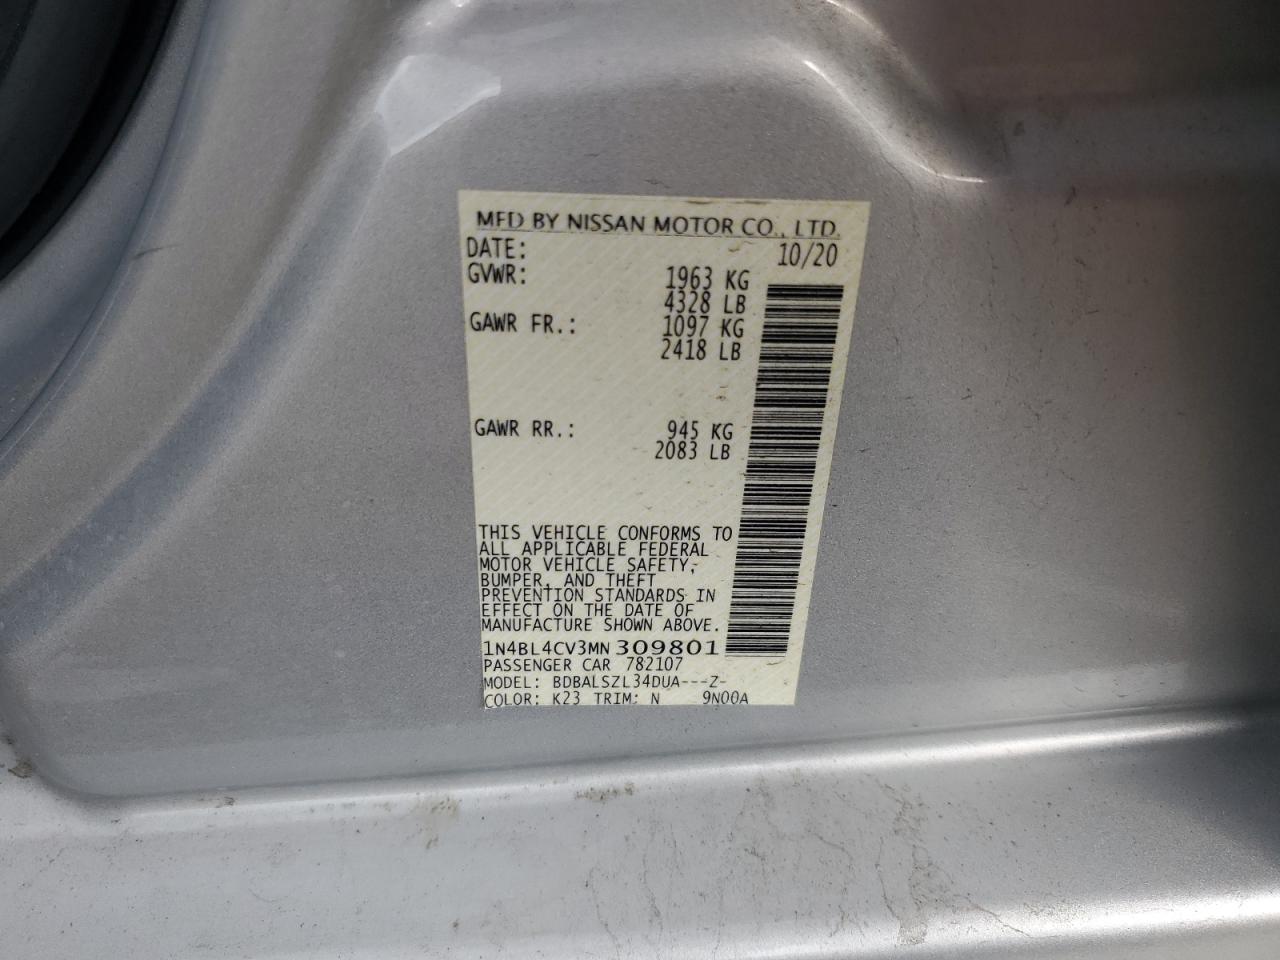 MFD BY NISSAN MOTOR CO., LTD.
DATE: 10/20
GVWR: 1963 KG
4328 LB
GAWR FR.: 1097 KG
2418 LB
GAWR RR.: 945 KG
2083 LB
THIS VEHICLE CONFORMS TO
ALL APPLICABLE FEDERAL
MOTOR VEHICLE SAFETY,
BUMPER, AND THEFT
PREVENTION STANDARDS IN
EFFECT ON THE DATE OF
MANUFACTURE SHOWN ABOVE.
1N4BL4CV3MN309801
PASSENGER CAR 782107
MODEL: BDBALSZL34DUA---Z-
COLOR: K23 TRIM: N 9N00A